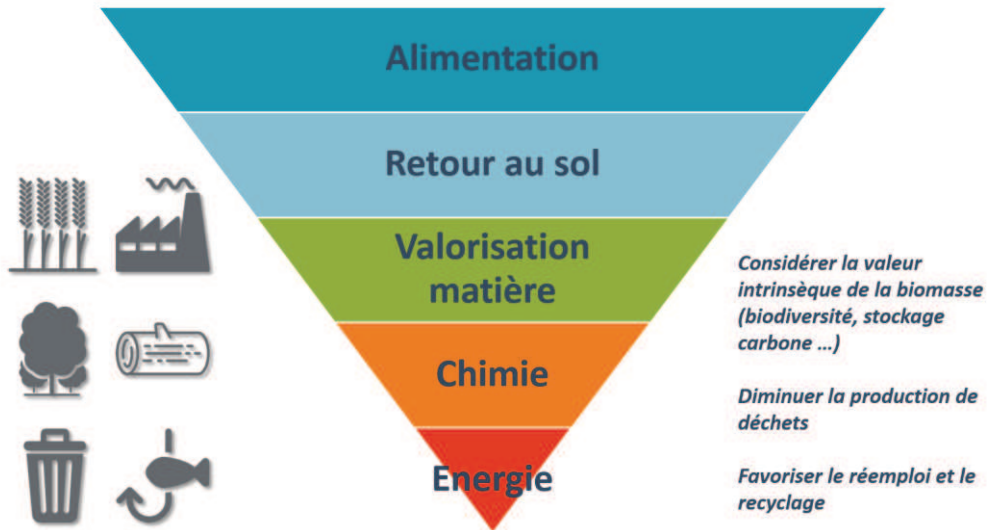 Alimentation
Retour au sol
Valorisation
matière
Chimie
Energie
Considérer la valeur
intrinsèque de la biomasse
(biodiversité, stockage
carbone ...)
Diminuer la production de
déchets
Favoriser le réemploi et le
recyclage